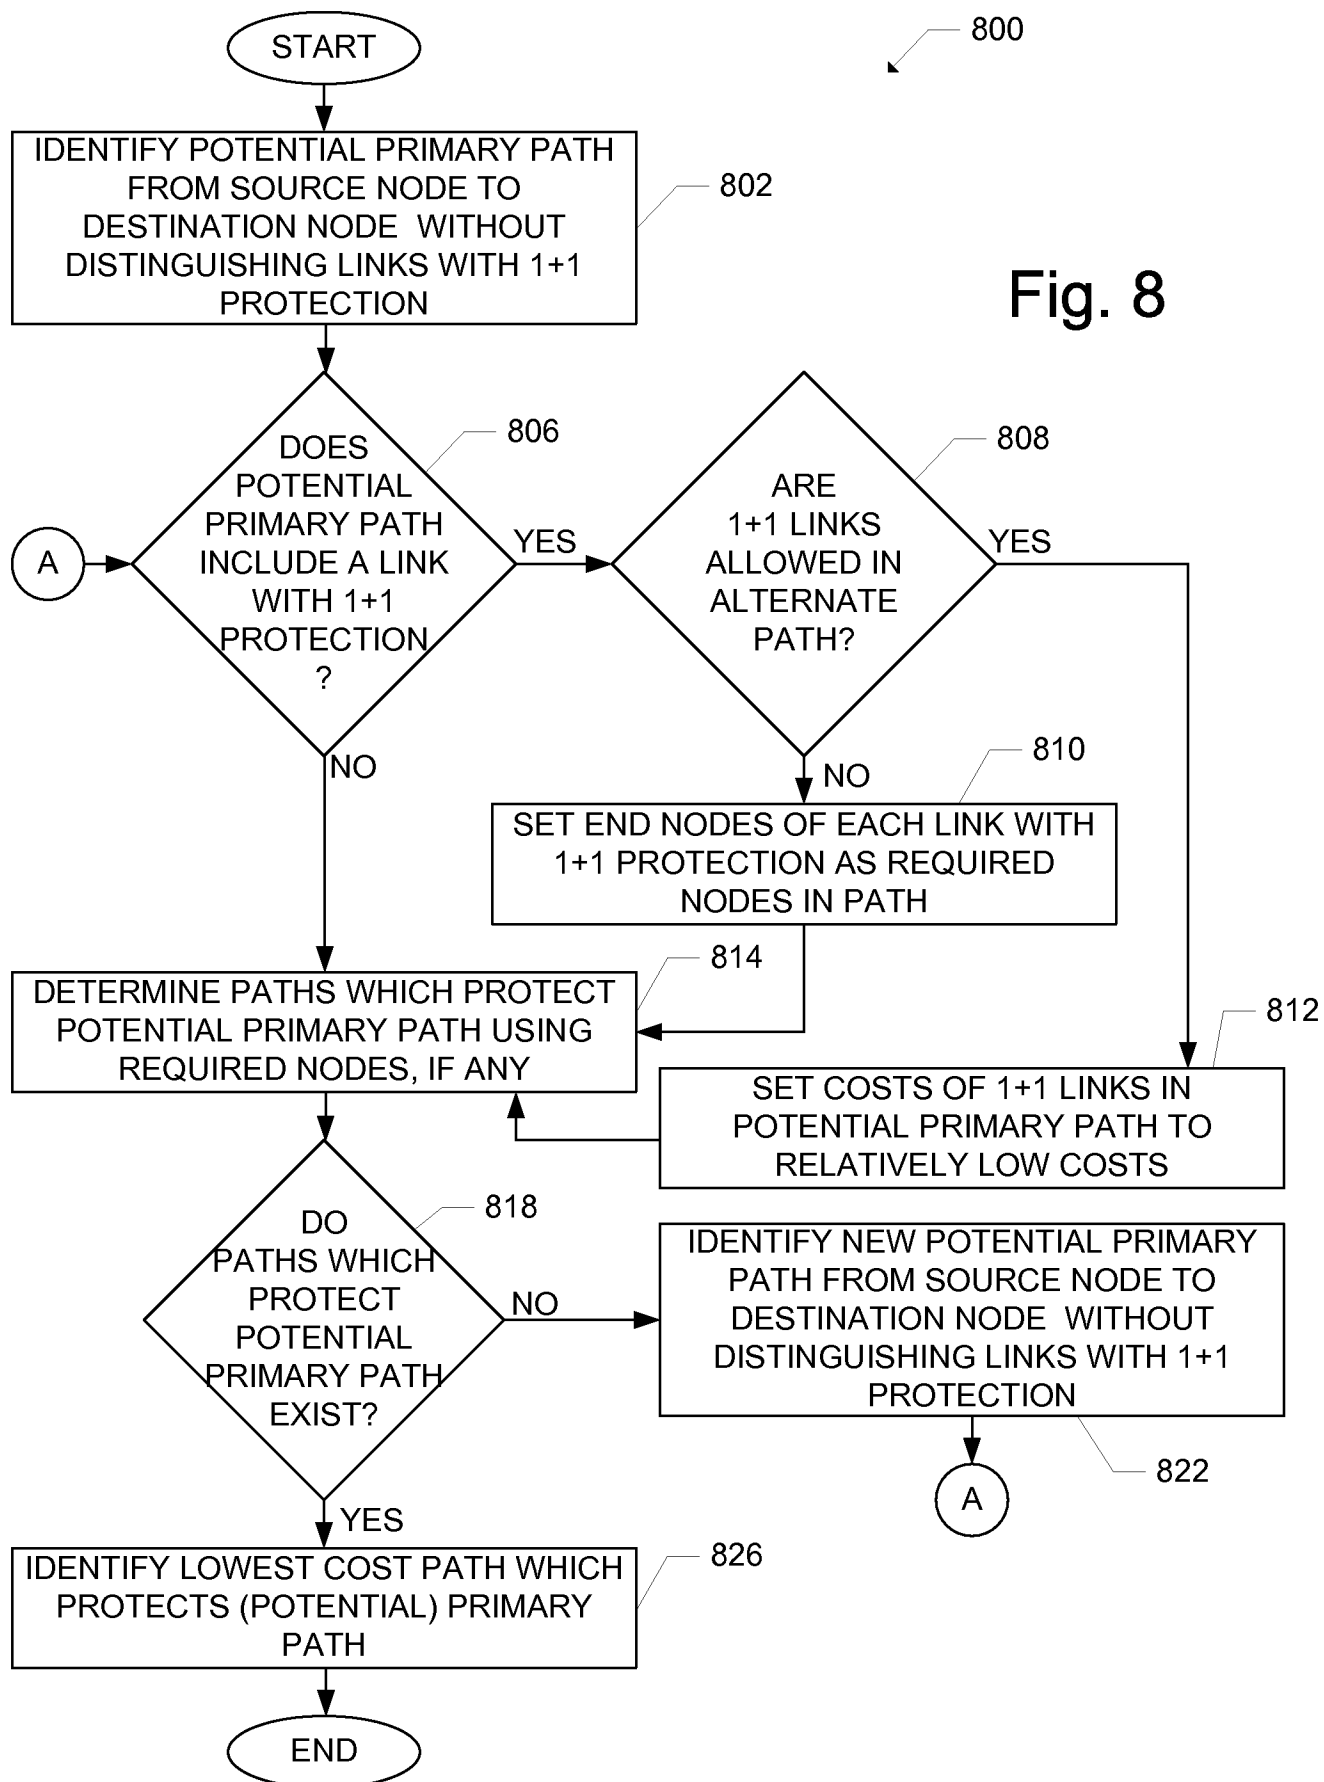 START
800
IDENTIFY POTENTIAL PRIMARY PATH
FROM SOURCE NODE TO
DESTINATION NODE WITHOUT
DISTINGUISHING LINKS WITH 1+1
PROTECTION
802
Fig. 8
DOES
POTENTIAL
PRIMARY PATH
INCLUDE A LINK
WITH 1+1
PROTECTION
?
806
A
YES
ARE
1+1 LINKS
ALLOWED IN
ALTERNATE
PATH?
808
YES
NO
NO
810
SET END NODES OF EACH LINK WITH
1+1 PROTECTION AS REQUIRED
NODES IN PATH
814
DETERMINE PATHS WHICH PROTECT
POTENTIAL PRIMARY PATH USING
REQUIRED NODES, IF ANY
812
SET COSTS OF 1+1 LINKS IN
POTENTIAL PRIMARY PATH TO
RELATIVELY LOW COSTS
DO
PATHS WHICH
PROTECT
POTENTIAL
PRIMARY PATH
EXIST?
818
NO
IDENTIFY NEW POTENTIAL PRIMARY
PATH FROM SOURCE NODE TO
DESTINATION NODE WITHOUT
DISTINGUISHING LINKS WITH 1+1
PROTECTION
822
A
YES
IDENTIFY LOWEST COST PATH WHICH
PROTECTS (POTENTIAL) PRIMARY
PATH
826
END